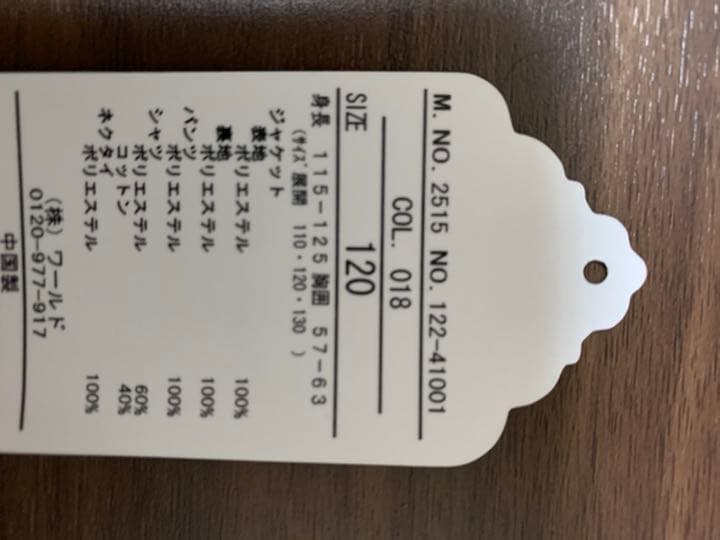 M. NO. 2515 NO. 122-41001
COL. 018
SIZE 120
身長 115-125 胸囲 57-63
(サイズ展開 110・120・130 )
ジャケット
表地 ポリエステル 100%
裏地 ポリエステル 100%
パンツ ポリエステル 100%
シャツ ポリエステル 60%
コットン 40%
ネクタイ ポリエステル 100%
(株) ワールド
0120-977-917
中国製